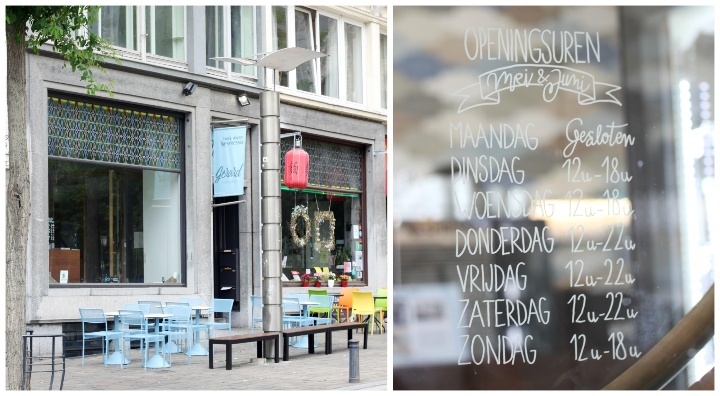 Gérard
OPENINGSUREN
Mei & Juni
MAANDAG Gesloten
DINSDAG 12u-18u
WOENSDAG 12u-18u
DONDERDAG 12u-22u
VRIJDAG 12u-22u
ZATERDAG 12u-22u
ZONDAG 12u-18u